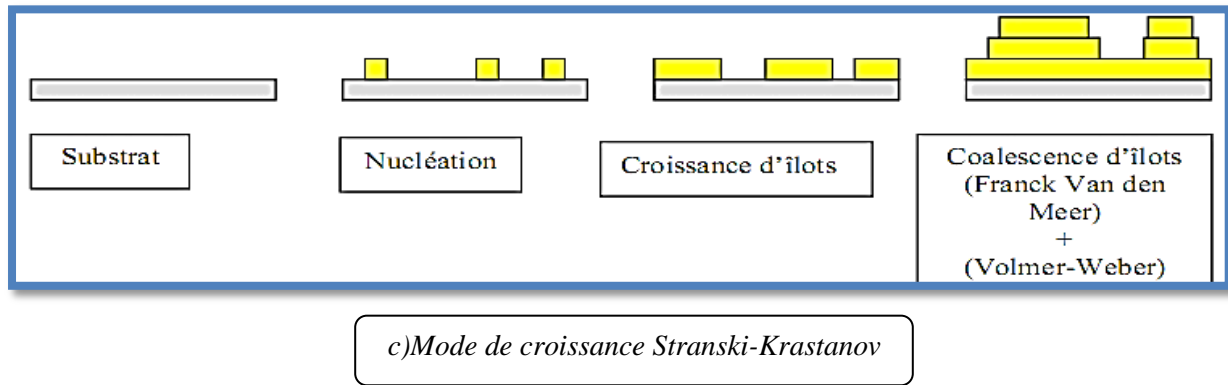 Substrat
Nucléation
Croissance d'îlots
Coalescence d'îlots
(Franck Van den
Meer)
+
(Volmer-Weber)
c)Mode de croissance Stranski-Krastanov